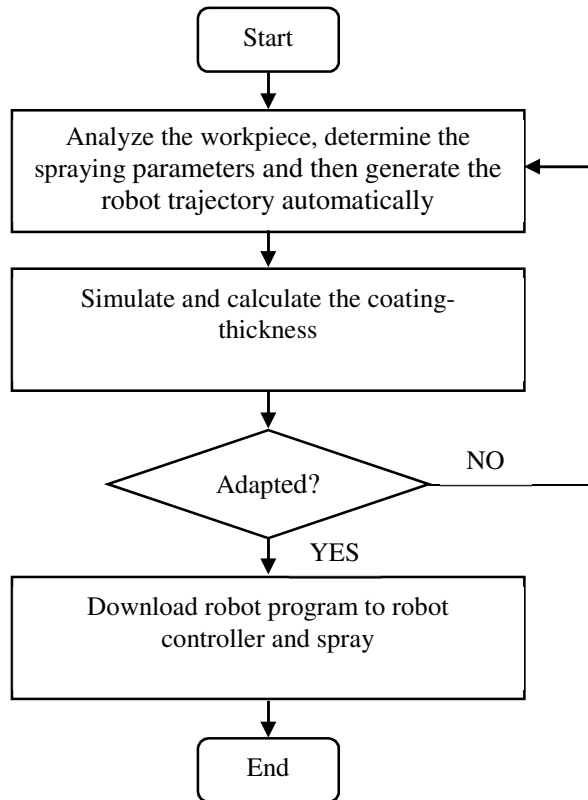 Start
Analyze the workpiece, determine the
spraying parameters and then generate the
robot trajectory automatically
Simulate and calculate the coating-
thickness
Adapted?
NO
YES
Download robot program to robot
controller and spray
End